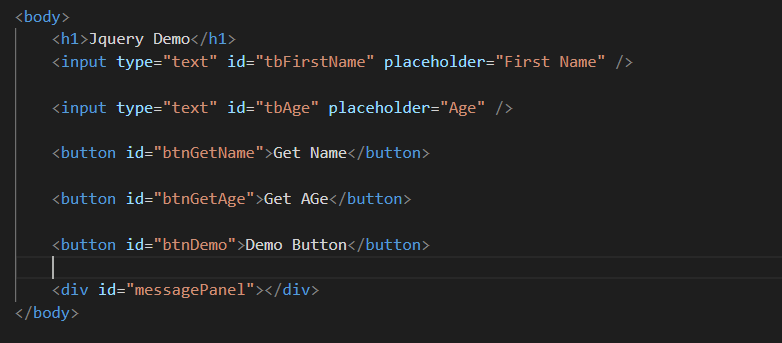 <body>
<h1>Jquery Demo</h1>
<input type="text" id="tbFirstName" placeholder="First Name" />
<input type="text" id="tbAge" placeholder="Age" />
<button id="btnGetName">Get Name</button>
<button id="btnGetAge">Get AGe</button>
<button id="btnDemo">Demo Button</button>
<div id="messagePanel"></div>
</body>